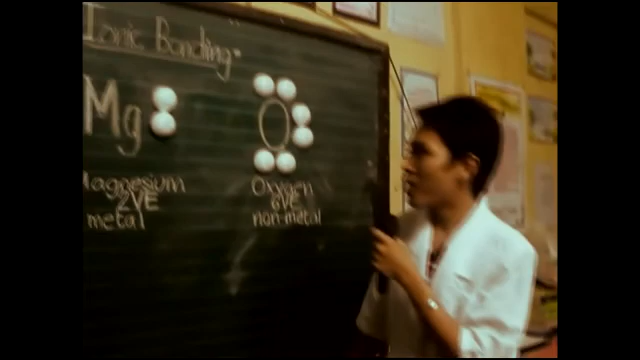 Ionic Bonding
Mg
O
Magnesium
2VE
metal
Oxygen
6VE
non-metal